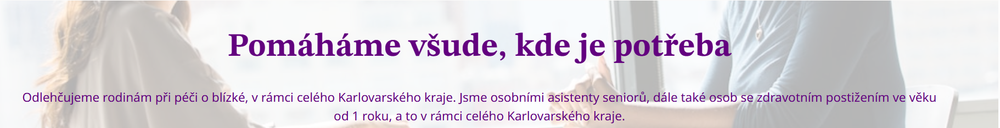 Pomáháme všude, kde je potřeba
Odlehčujeme rodinám při péči o blízké, v rámci celého Karlovarského kraje. Jsme osobními asistenty seniorů, dále také osob se zdravotním postižením ve věku
od 1 roku, a to v rámci celého Karlovarského kraje.